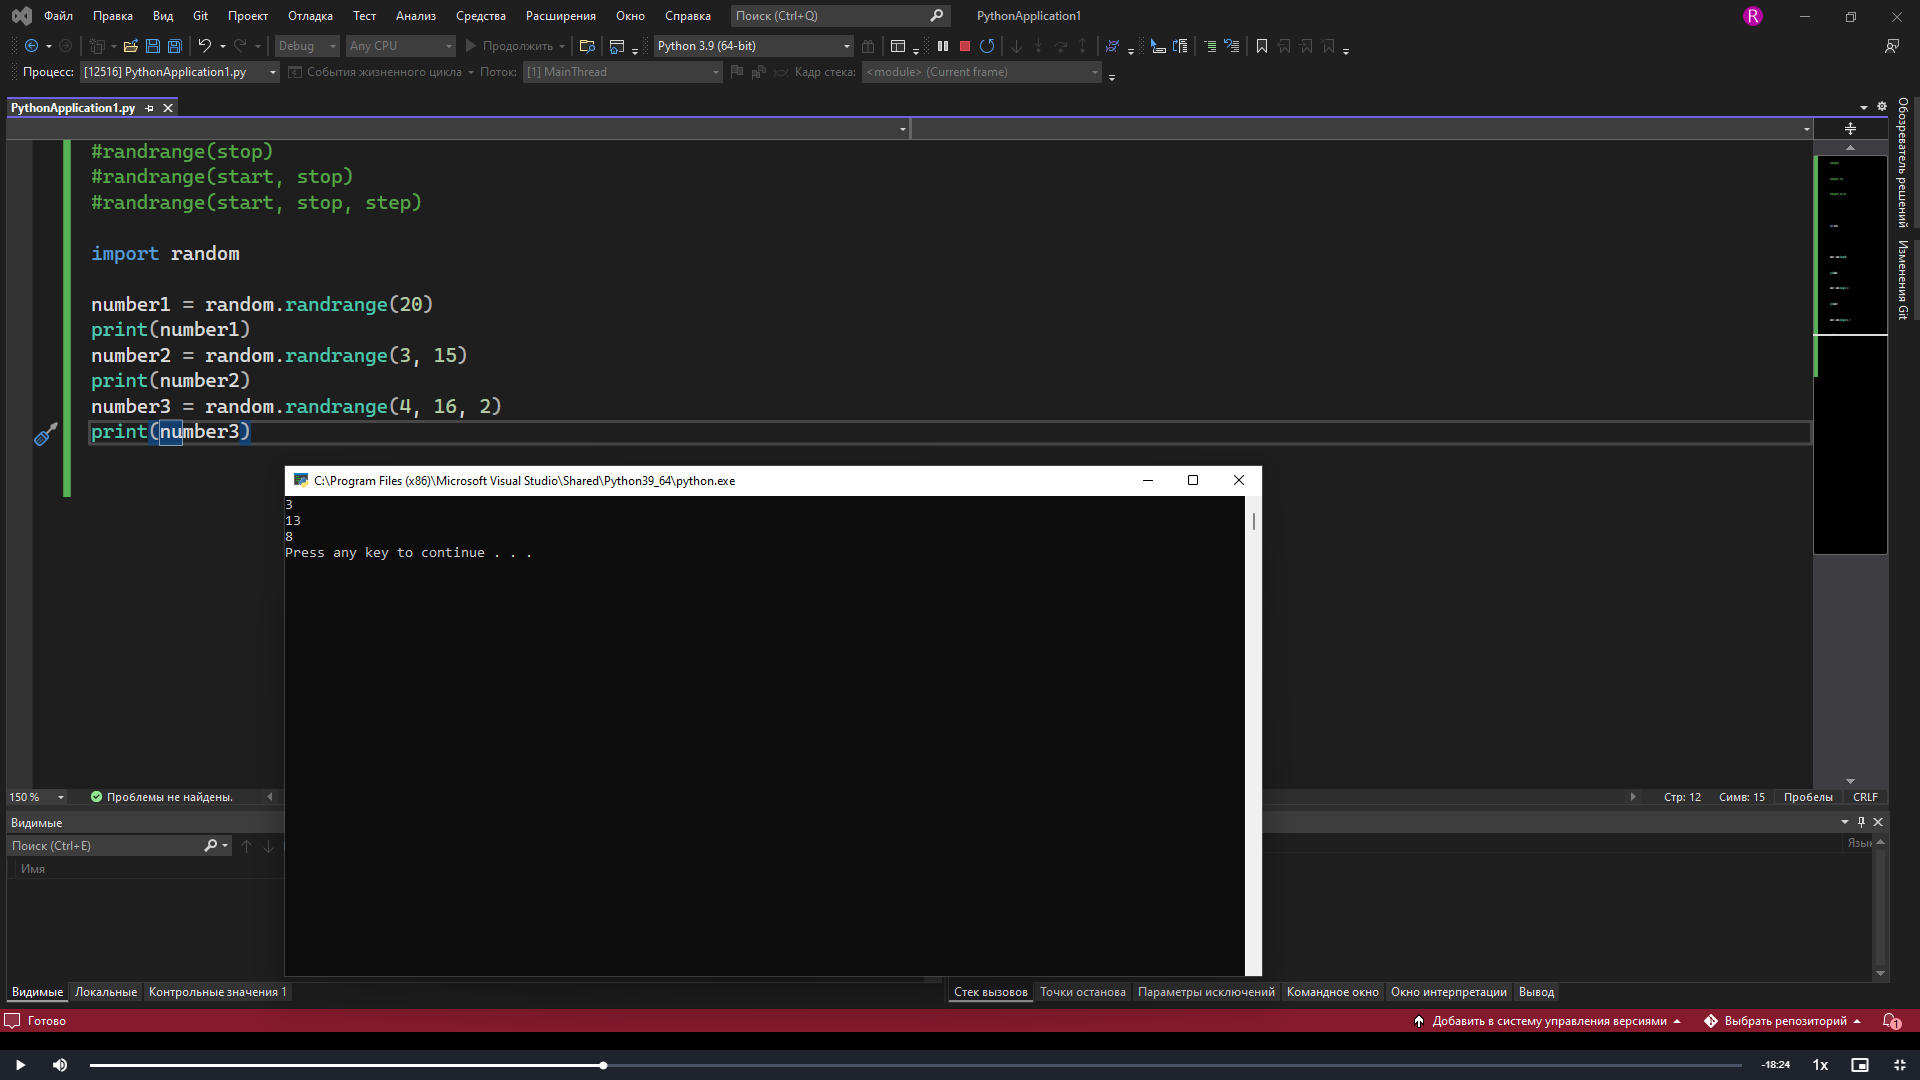 Файл Правка Вид Git Проект Отладка Тест Анализ Средства Расширения Окно Справка Поиск (Ctrl+Q) PythonApplication1 R
Debug Any CPU Продолжить Python 3.9 (64-bit)
Процесс: [12516] PythonApplication1.py События жизненного цикла Поток: [1] MainThread Кадр стека: <module> (Current frame)
PythonApplication1.py
#randrange(stop)
#randrange(start, stop)
#randrange(start, stop, step)
import random
number1 = random.randrange(20)
print(number1)
number2 = random.randrange(3, 15)
print(number2)
number3 = random.randrange(4, 16, 2)
print(number3)
Обозреватель решений
Изменения Git
C:\Program Files (x86)\Microsoft Visual Studio\Shared\Python39_64\python.exe
3
13
8
Press any key to continue . . .
150 % Проблемы не найдены. Стр: 12 Симв: 15 Пробелы CRLF
Видимые
Поиск (Ctrl+E)
Имя
Язык
Видимые Локальные Контрольные значения 1 Стек вызовов Точки останова Параметры исключений Командное окно Окно интерпретации Вывод
Готово Добавить в систему управления версиями Выбрать репозиторий 1
-18:24 1x